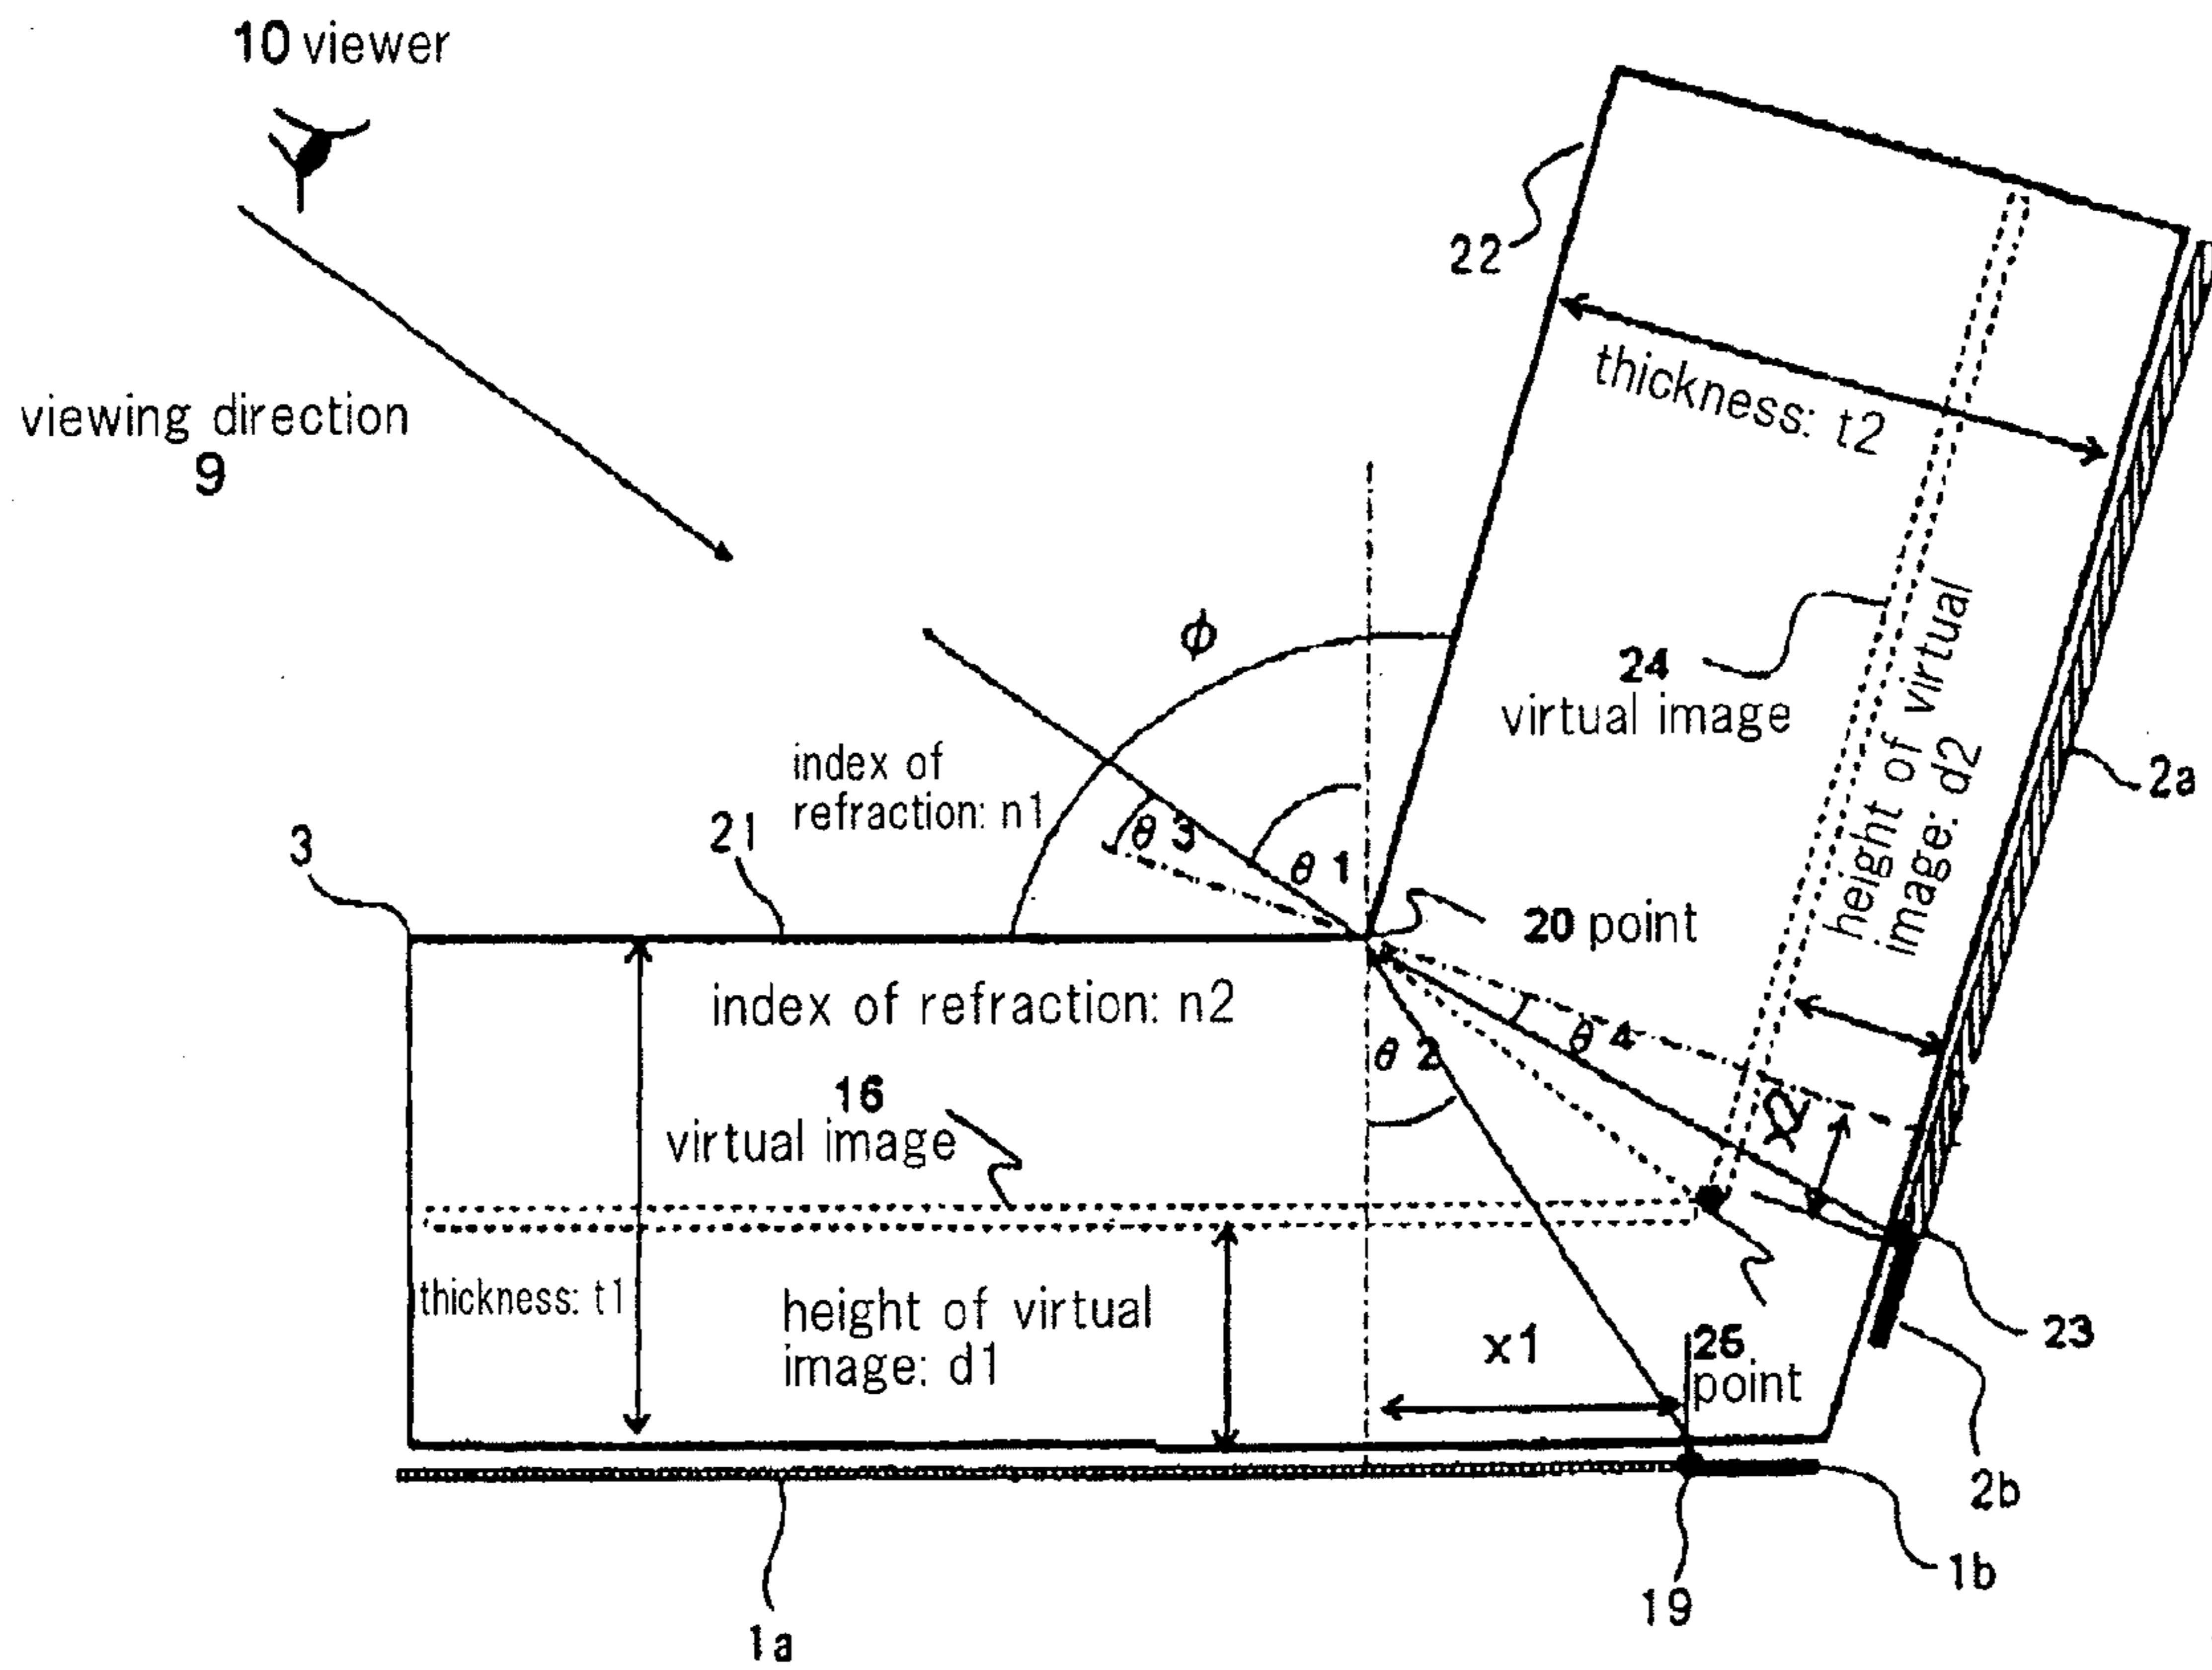 10 viewer
22
thickness: t2
viewing direction
9
ϕ
24
virtual image
height of virtual
image: d2
2a
index of
refraction: n1
3
21
θ 3
θ 1
20 point
index of refraction: n2
θ 4
θ 2
16
virtual image
x2
thickness: t1
height of virtual
image: d1
x1
25
point
23
2b
1b
19
1a